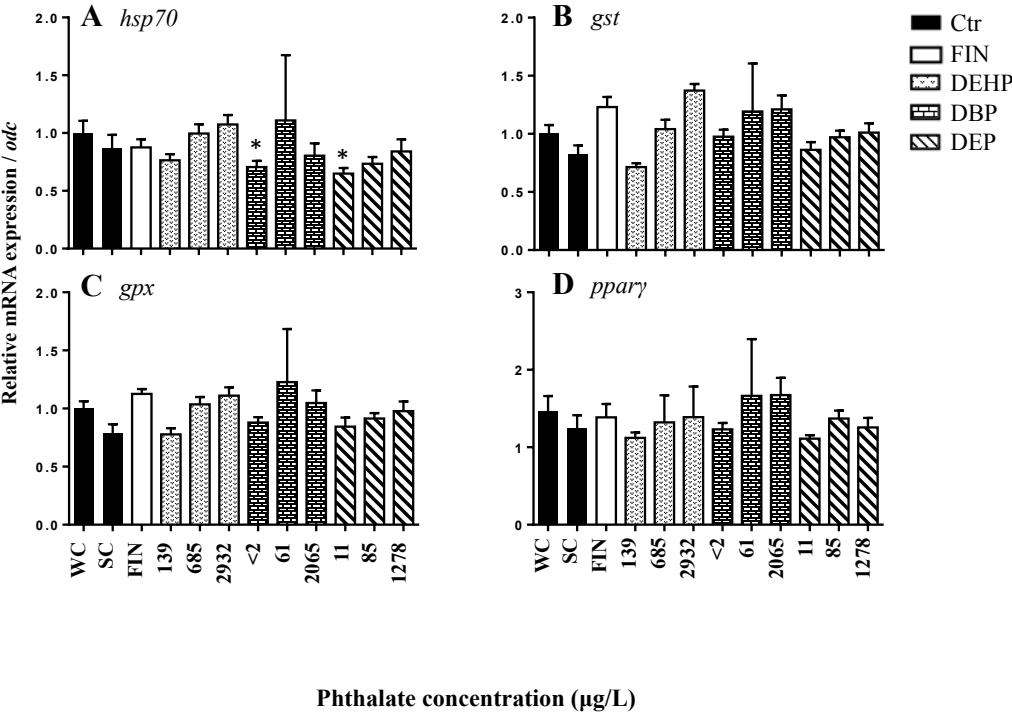 A hsp70
2.0
1.5
1.0
0.5
0.0
* *
B gst
2.0
1.5
1.0
0.5
0.0
Ctr
FIN
DEHP
DBP
DEP
Relative mRNA expression / odc
C gpx
2.0
1.5
1.0
0.5
0.0
WC SC FIN 139 685 2932 <2 61 2065 11 85 1278
D pparγ
3
2
1
0
WC SC FIN 139 685 2932 <2 61 2065 11 85 1278
Phthalate concentration (µg/L)